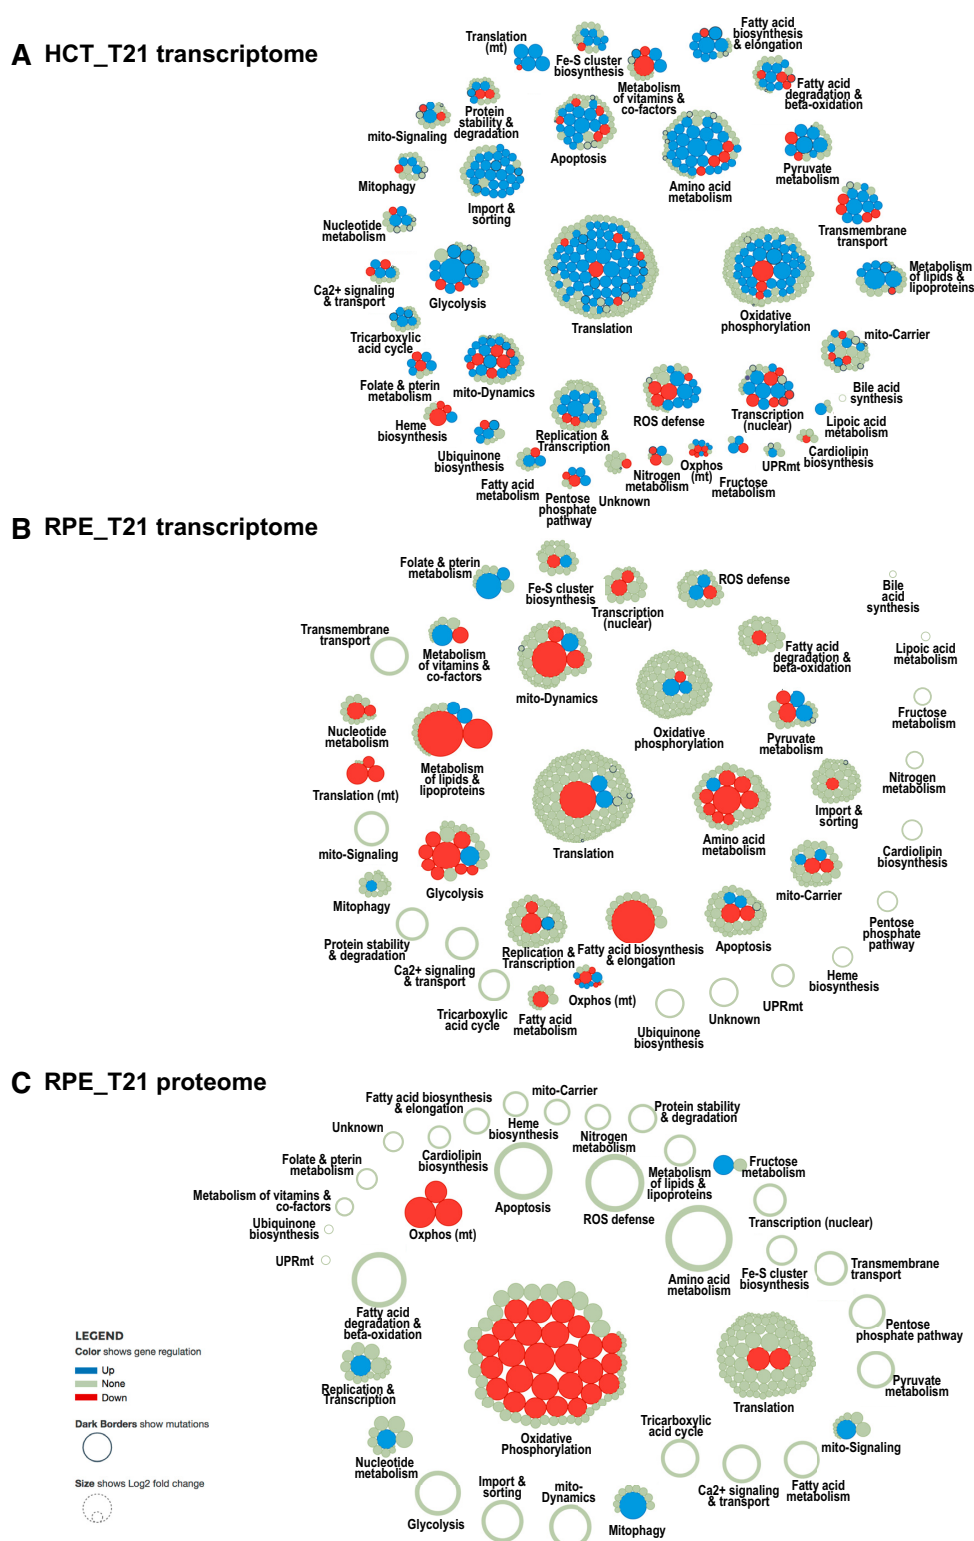 A HCT_T21 transcriptome
Translation
(mt)
Fe-S cluster
biosynthesis
Metabolism
of vitamins &
co-factors
Fatty acid
biosynthesis
& elongation
Fatty acid
degradation &
beta-oxidation
Protein
stability &
degradation
mito-Signaling
Apoptosis
Amino acid
metabolism
Pyruvate
metabolism
Mitophagy
Import &
sorting
Nucleotide
metabolism
Transmembrane
transport
Ca2+ signaling
& transport
Glycolysis
Translation
Oxidative
phosphorylation
Metabolism
of lipids &
lipoproteins
Tricarboxylic
acid cycle
mito-Carrier
Folate & pterin
metabolism
mito-Dynamics
Bile acid
synthesis
Heme
biosynthesis
Replication &
Transcription
ROS defense
Transcription
(nuclear)
Lipoic acid
metabolism
Ubiquinone
biosynthesis
Fatty acid
metabolism
Pentose
phosphate
pathway
Unknown
Nitrogen
metabolism
Oxphos
(mt)
Fructose
metabolism
UPRmt
Cardiolipin
biosynthesis
B RPE_T21 transcriptome
Folate & pterin
metabolism
Fe-S cluster
biosynthesis
Transcription
(nuclear)
ROS defense
Bile
acid
synthesis
Transmembrane
transport
Metabolism
of vitamins &
co-factors
mito-Dynamics
Fatty acid
degradation &
beta-oxidation
Lipoic acid
metabolism
Nucleotide
metabolism
Metabolism
of lipids &
lipoproteins
Oxidative
phosphorylation
Pyruvate
metabolism
Fructose
metabolism
Translation (mt)
Translation
Amino acid
metabolism
Import &
sorting
Nitrogen
metabolism
mito-Signaling
Glycolysis
mito-Carrier
Cardiolipin
biosynthesis
Mitophagy
Protein stability
& degradation
Ca2+ signaling
& transport
Replication &
Transcription
Fatty acid biosynthesis
& elongation
Apoptosis
Pentose
phosphate
pathway
Tricarboxylic
acid cycle
Fatty acid
metabolism
Oxphos (mt)
Ubiquinone
biosynthesis
Unknown
UPRmt
Heme
biosynthesis
C RPE_T21 proteome
Fatty acid biosynthesis
& elongation
mito-Carrier
Heme
biosynthesis
Protein stability
& degradation
Unknown
Cardiolipin
biosynthesis
Nitrogen
metabolism
Folate & pterin
metabolism
Metabolism of
lipids &
lipoproteins
Fructose
metabolism
Metabolism of vitamins &
co-factors
Oxphos (mt)
Apoptosis
ROS defense
Transcription (nuclear)
Ubiquinone
biosynthesis
UPRmt
Amino acid
metabolism
Fe-S cluster
biosynthesis
Transmembrane
transport
Fatty acid
degradation &
beta-oxidation
Pentose
phosphate pathway
LEGEND
Color shows gene regulation
Up
None
Down
Dark Borders show mutations
Size shows Log2 fold change
Replication &
Transcription
Oxidative
Phosphorylation
Translation
Pyruvate
metabolism
Nucleotide
metabolism
Tricarboxylic
acid cycle
mito-Signaling
Glycolysis
Import &
sorting
mito-
Dynamics
Mitophagy
Ca2+ signaling
& transport
Fatty acid
metabolism